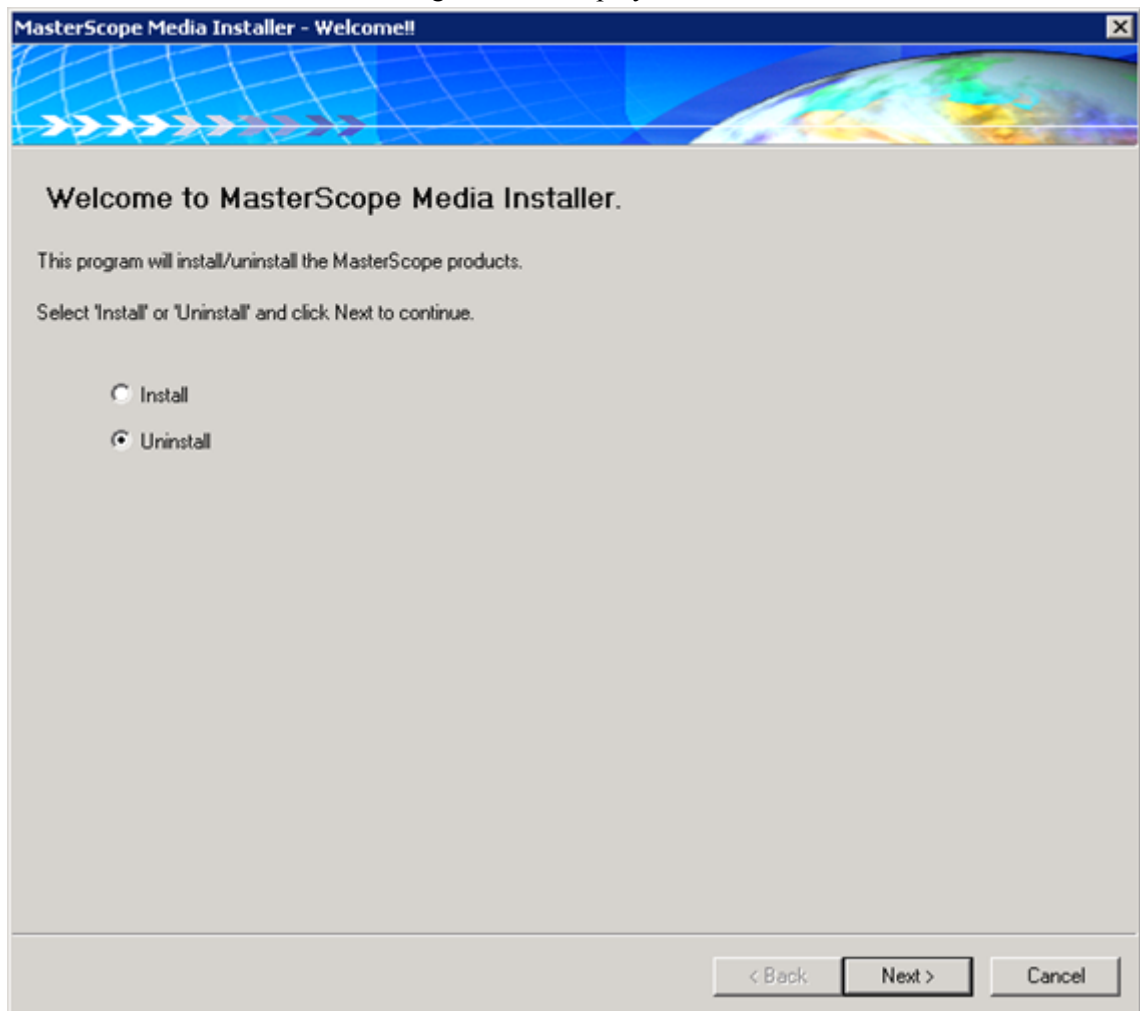 MasterScope Media Installer - Welcome!!
Welcome to MasterScope Media Installer.
This program will install/uninstall the MasterScope products.
Select 'Install' or 'Uninstall' and click Next to continue.
Install
Uninstall
< Back
Next >
Cancel